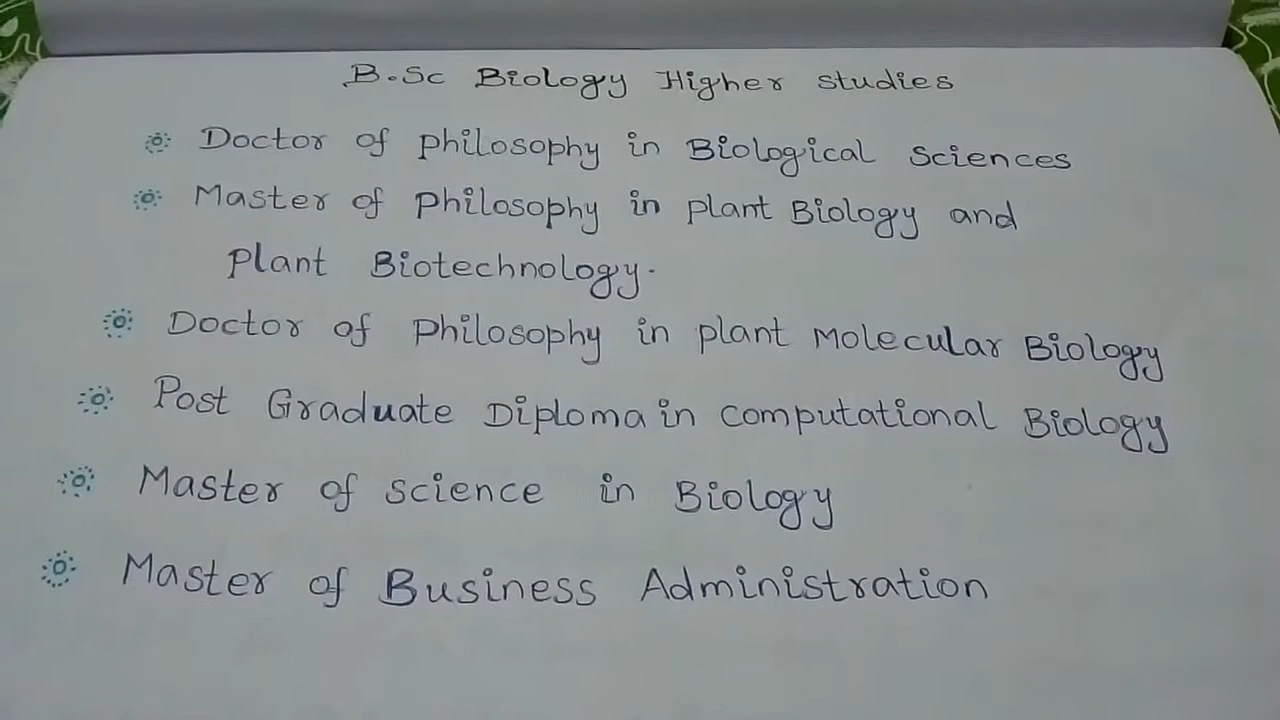 B.Sc Biology Higher studies
Doctor of philosophy in Biological Sciences
Master of philosophy in plant Biology and
plant Biotechnology.
Doctor of philosophy in plant Molecular Biology
Post Graduate Diploma in computational Biology
Master of science in Biology
Master of Business Administration